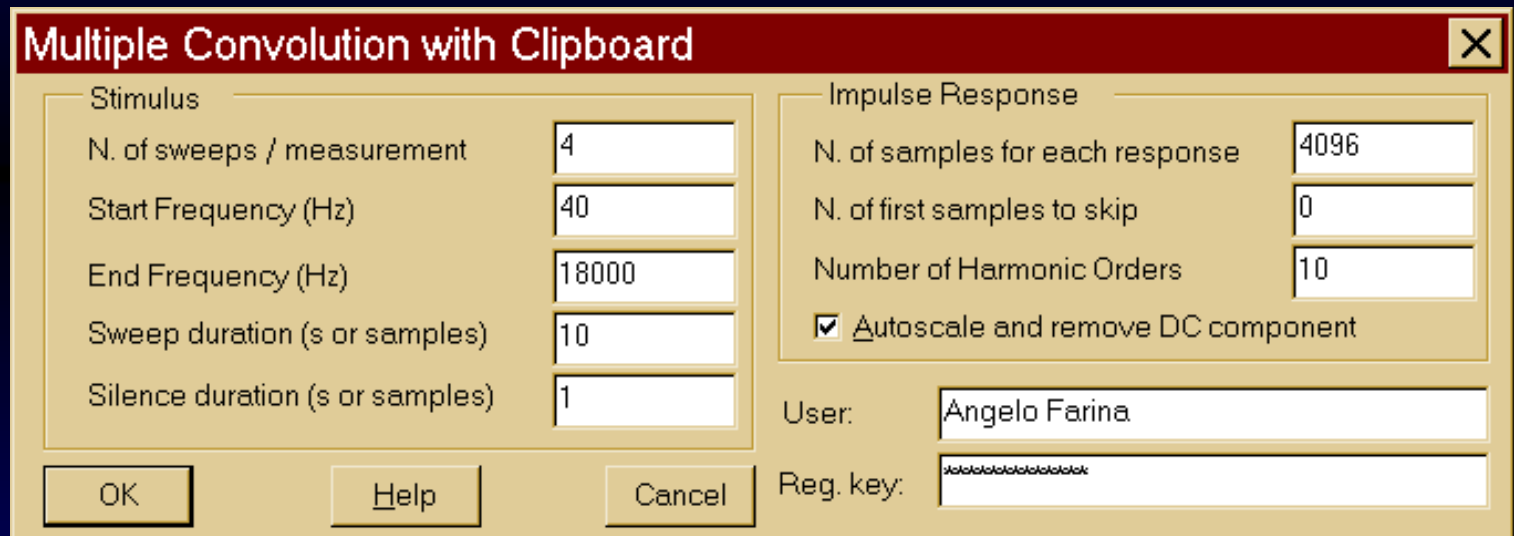 Multiple Convolution with Clipboard
Stimulus
N. of sweeps / measurement 4
Start Frequency (Hz) 40
End Frequency (Hz) 18000
Sweep duration (s or samples) 10
Silence duration (s or samples) 1
Impulse Response
N. of samples for each response 4096
N. of first samples to skip 0
Number of Harmonic Orders 10
Autoscale and remove DC component
User: Angelo Farina
Reg. key: **************
OK Help Cancel